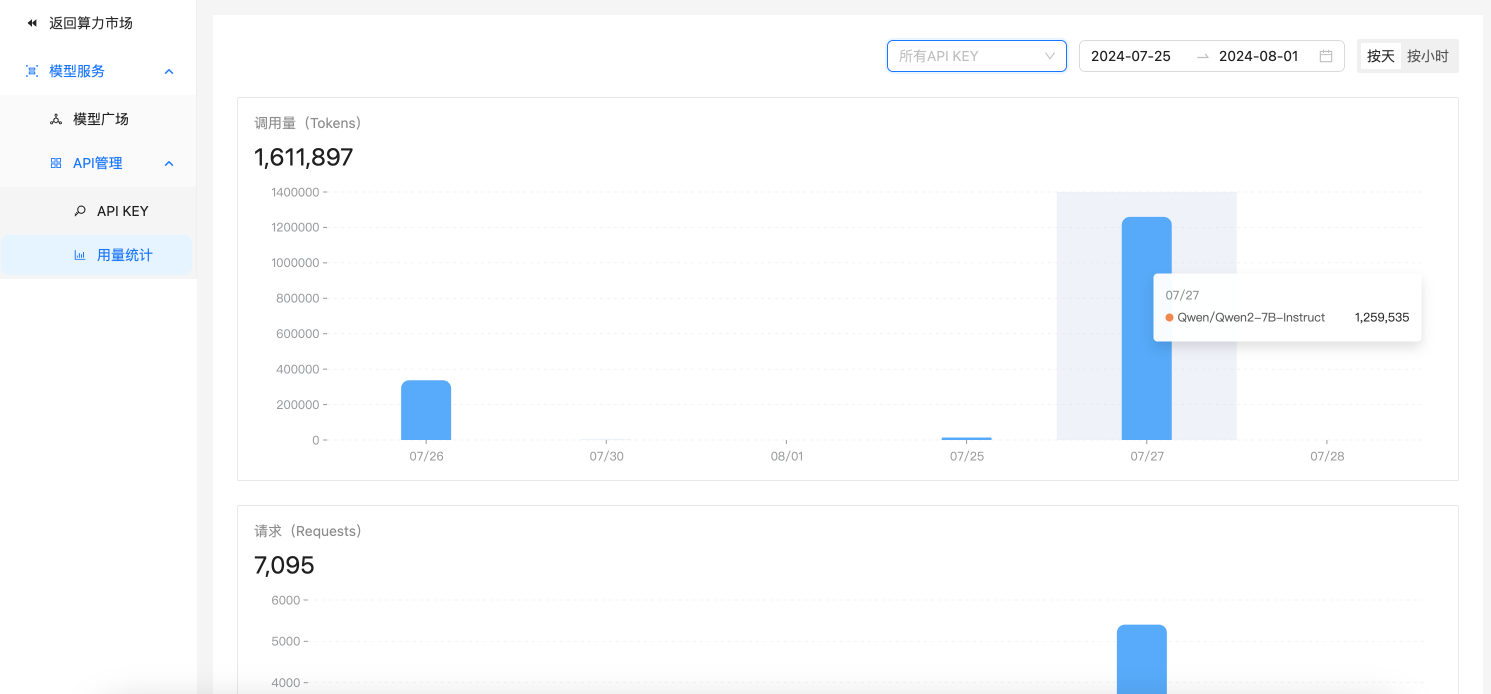 返回算力市场
模型服务
模型广场
API管理
API KEY
用量统计
所有API KEY
2024-07-25
2024-08-01
按天
按小时
调用量（Tokens）
1,611,897
1400000
1200000
1000000
800000
600000
400000
200000
0
07/26
07/30
08/01
07/25
07/27
07/28
07/27
Qwen/Qwen2-7B-Instruct 1,259,535
请求（Requests）
7,095
6000
5000
4000